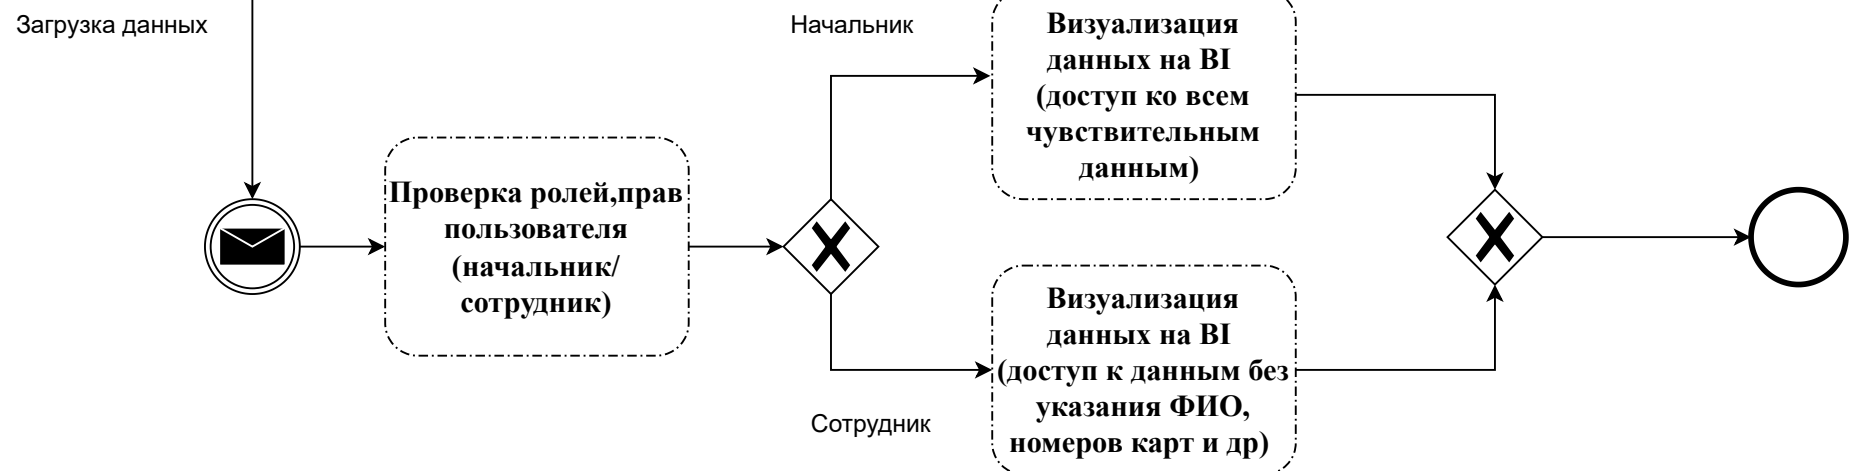 Загрузка данных
Проверка ролей,прав
пользователя
(начальник/
сотрудник)
Начальник
Визуализация
данных на BI
(доступ ко всем
чувствительным
данным)
Сотрудник
Визуализация
данных на BI
(доступ к данным без
указания ФИО,
номеров карт и др)